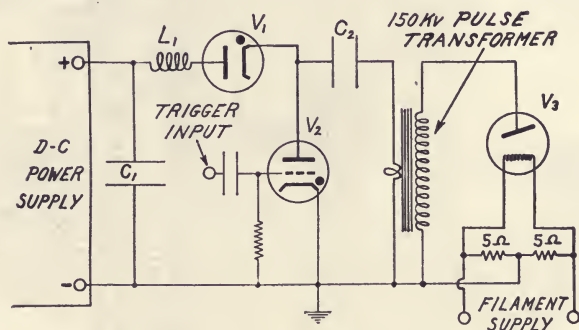 150KV PULSE
TRANSFORMER
L1
V1
C2
+
TRIGGER
INPUT
V2
V3
D-C
POWER
SUPPLY
C1
5Ω 5Ω
-
FILAMENT
SUPPLY